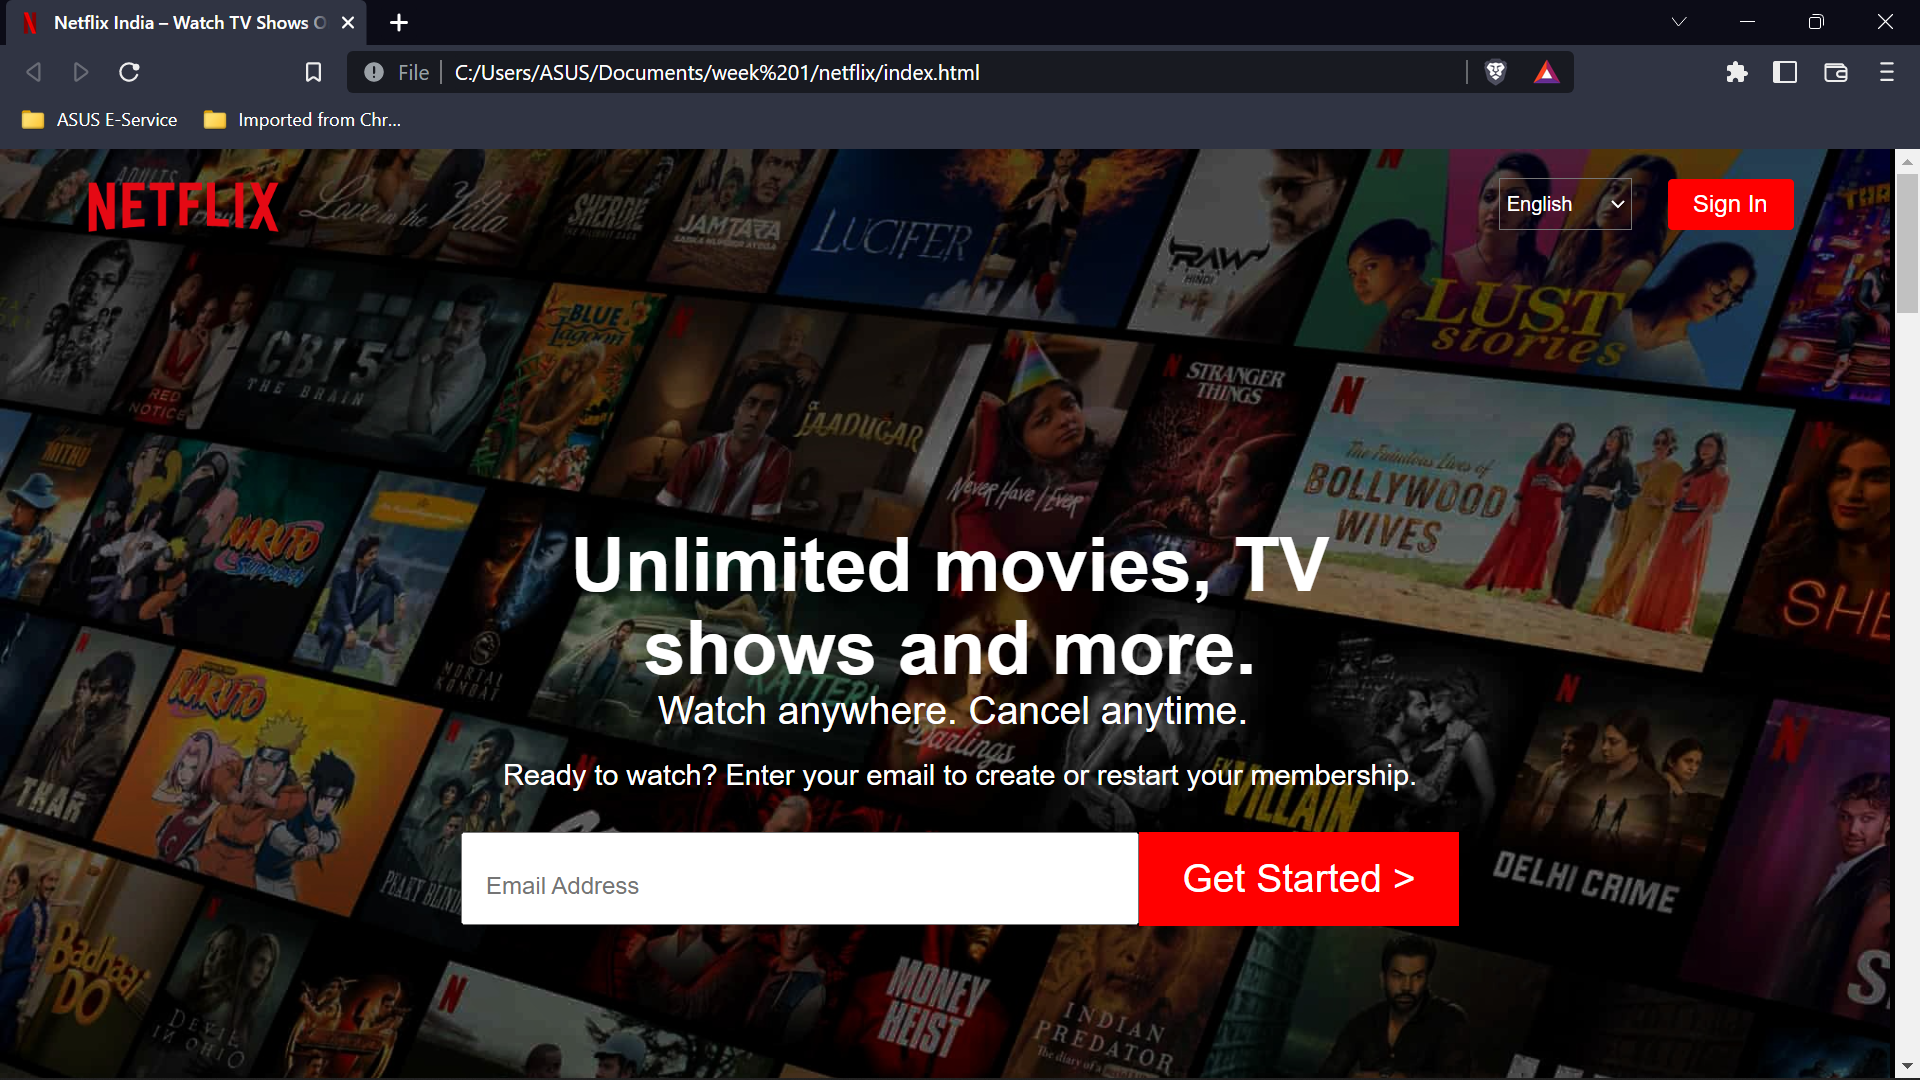 Netflix India – Watch TV Shows O
File
C:/Users/ASUS/Documents/week%201/netflix/index.html
ASUS E-Service
Imported from Chr...
NETFLIX
English
Sign In
ADULTS
Love in the Villa
SHERDIL
JAMTARA
LUCIFER
RAW
HINDI
LUST
stories
CBI 5
THE BRAIN
RED
NOTICE
BLUE
Lagoon
JAADUGAR
Never Have I Ever
STRANGER
THINGS
The Fabulous Lives of
BOLLYWOOD
WIVES
MITHU
NARUTO
SHIPPUDEN
MORTAL
KOMBAT
SHE
Unlimited movies, TV
shows and more.
Watch anywhere. Cancel anytime.
Darlings
Ready to watch? Enter your email to create or restart your membership.
THAR
NARUTO
PEAKY BLIND
VILLAIN
DELHI CRIME
Email Address
Get Started >
Badhaai
DO
DEVIL
IN OHIO
MONEY
HEIST
INDIAN
PREDATOR
The diary of a